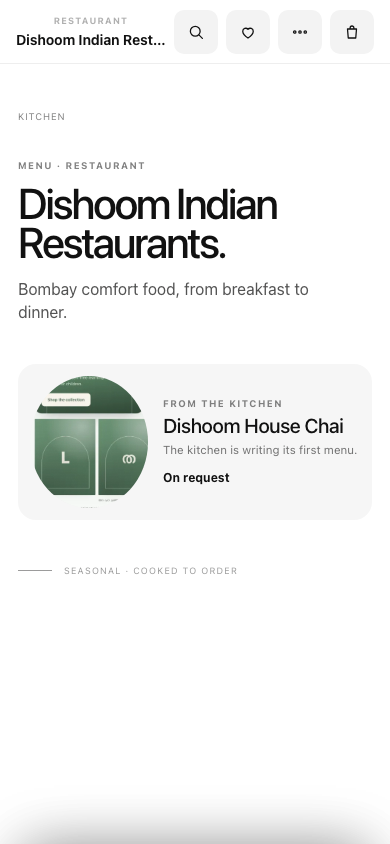 RESTAURANT
Dishoom Indian Rest...
KITCHEN
MENU · RESTAURANT
Dishoom Indian
Restaurants.
Bombay comfort food, from breakfast to
dinner.
Shop the collection
L
FROM THE KITCHEN
Dishoom House Chai
The kitchen is writing its first menu.
On request
SEASONAL · COOKED TO ORDER